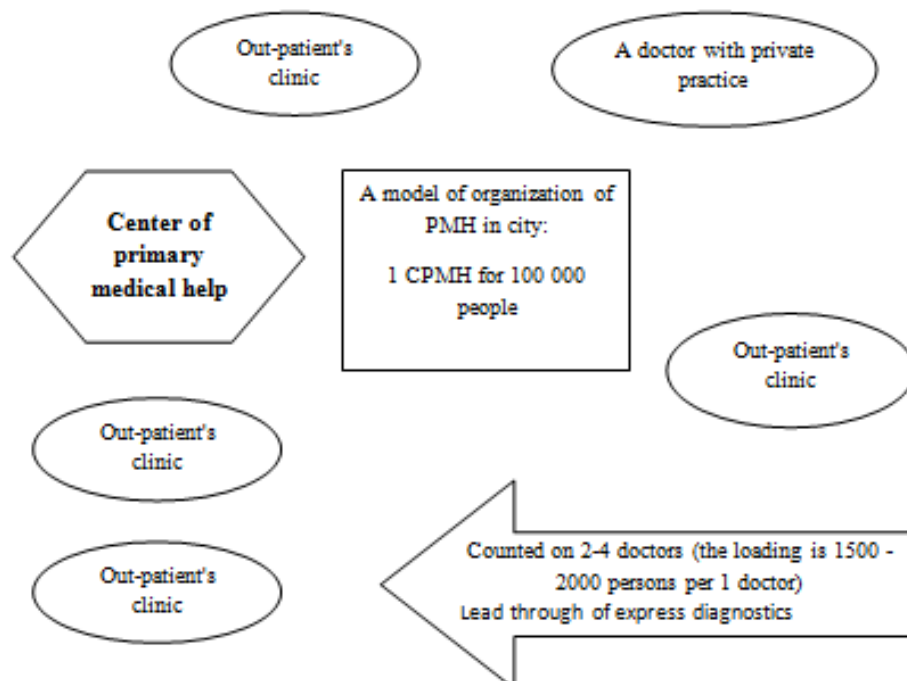 Out-patient's
clinic
A doctor with private
practice
Center of
primary
medical help
A model of organization of
PMH in city:
1 CPMH for 100 000
people
Out-patient's
clinic
Out-patient's
clinic
Counted on 2-4 doctors (the loading is 1500 -
2000 persons per 1 doctor)
Lead through of express diagnostics
Out-patient's
clinic